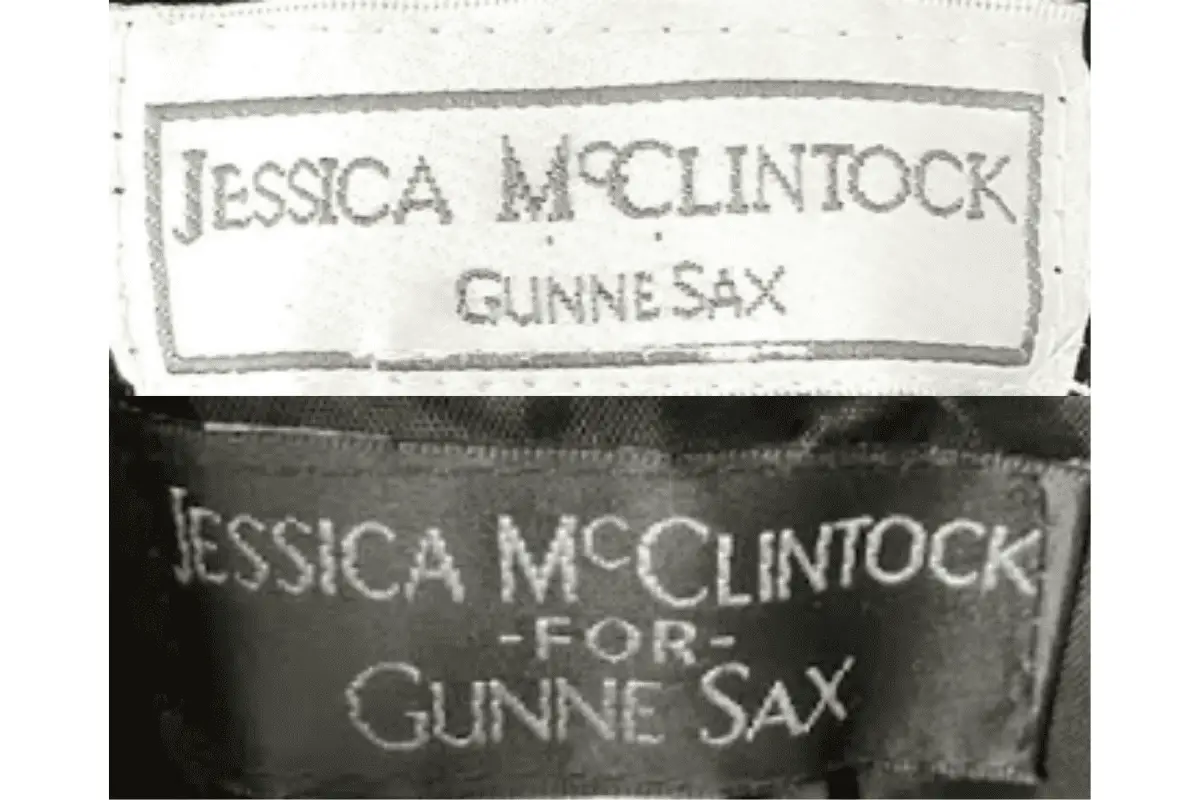 JESSICA MCCLINTOCK
GUNNE SAX
JESSICA MCCLINTOCK
-FOR-
GUNNE SAX